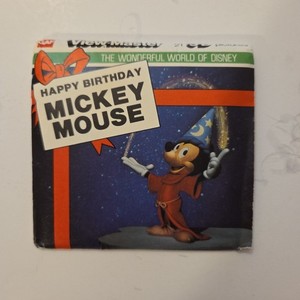 View-Master 3D
THE WONDERFUL WORLD OF DISNEY
HAPPY BIRTHDAY
MICKEY
MOUSE